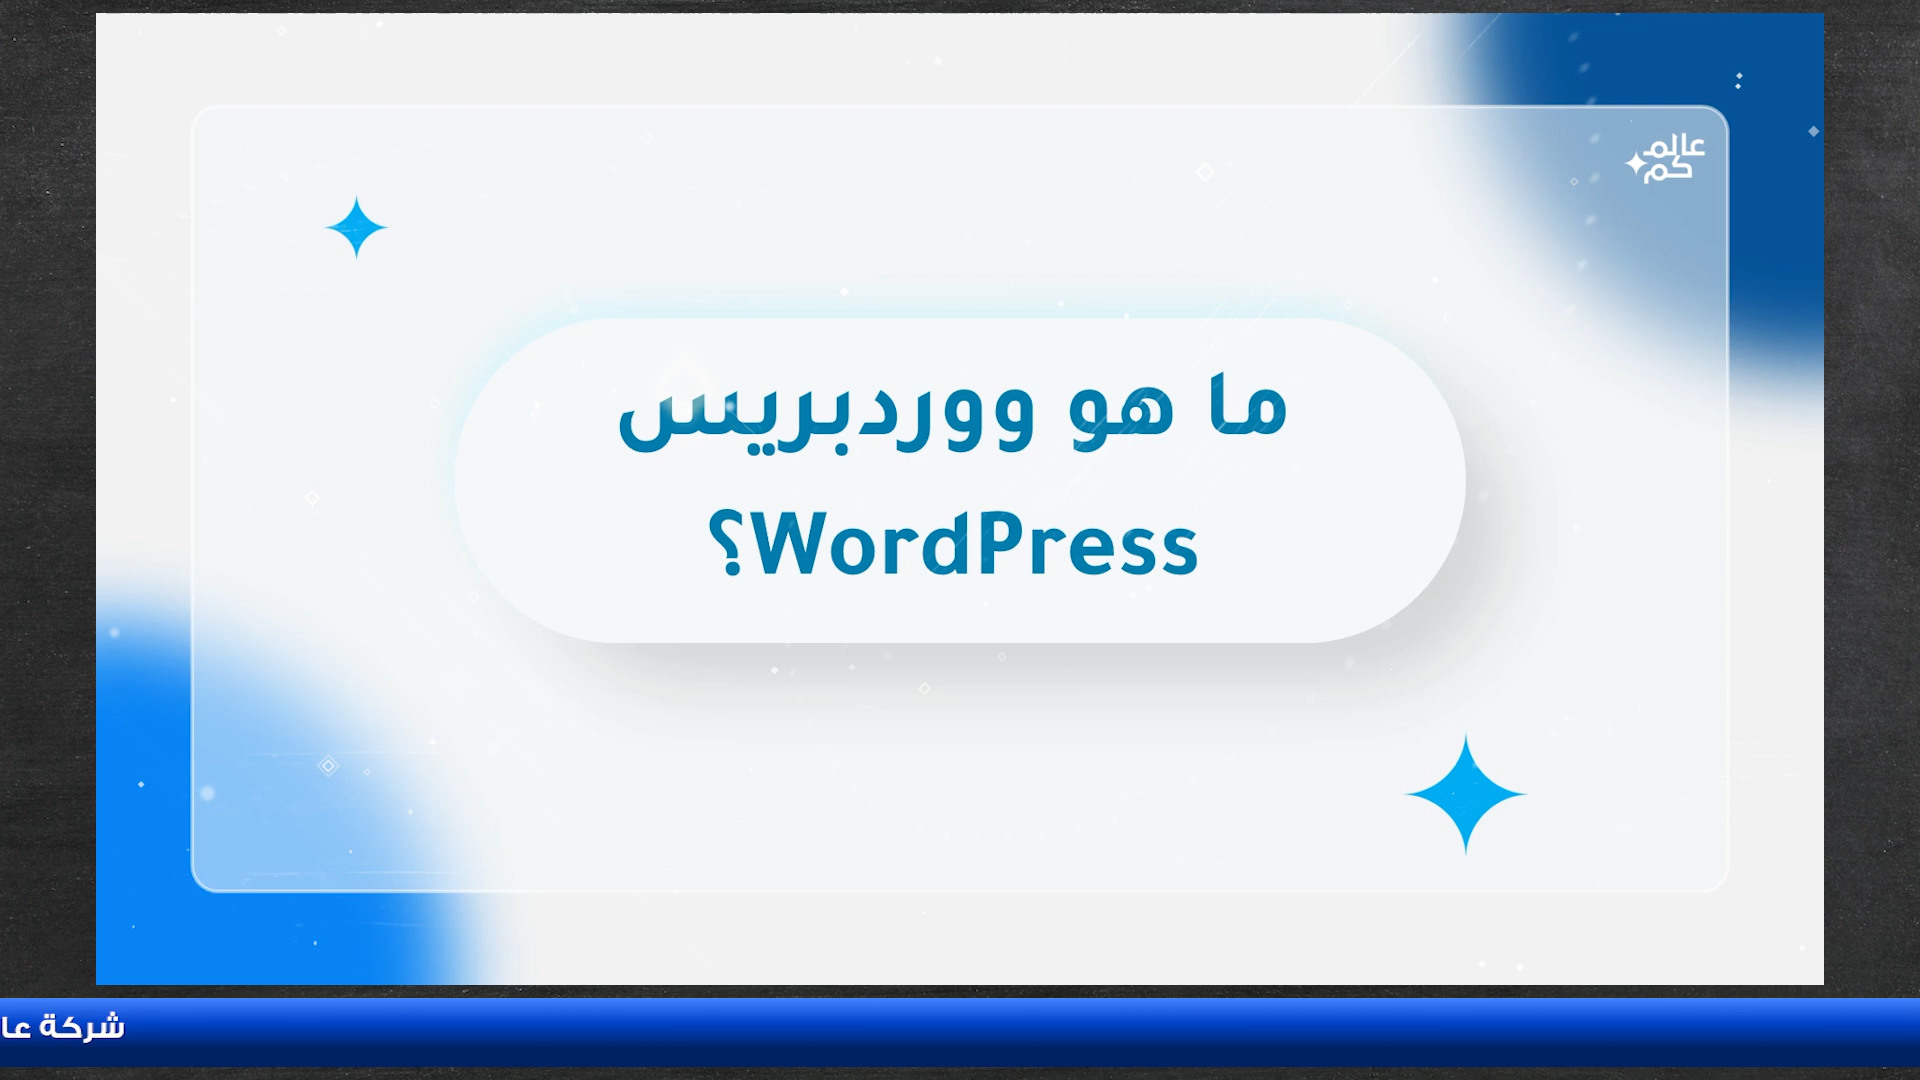 عالم
كم
ما هو ووردبريس
WordPress؟
شركة عا